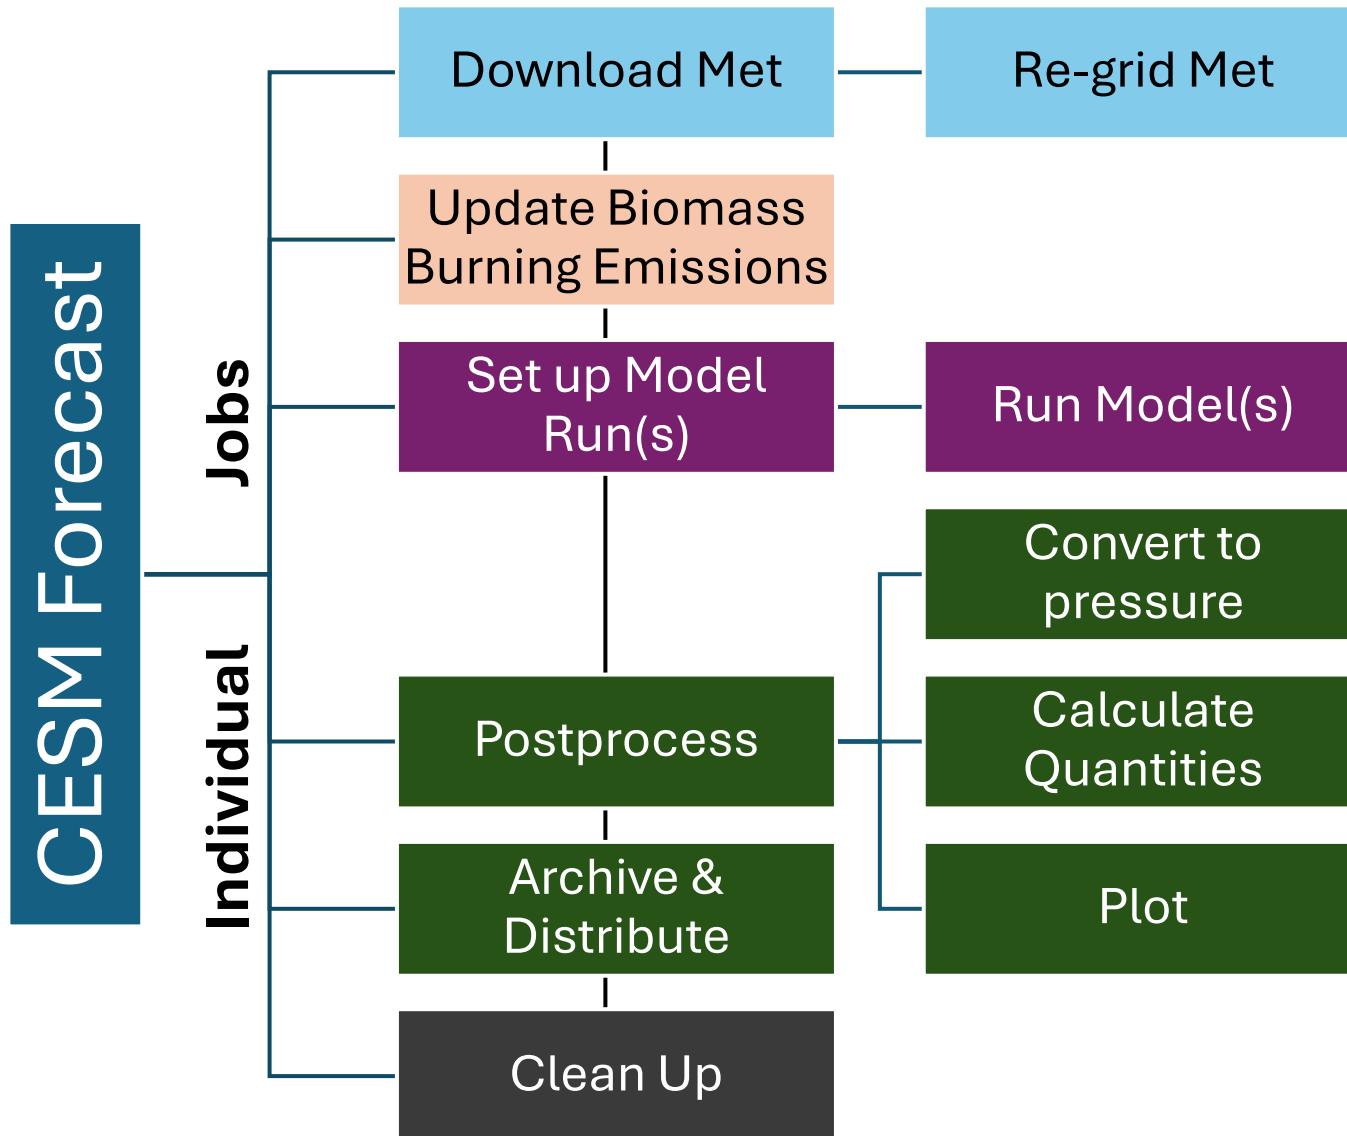 CESM Forecast
Individual Jobs
Download Met
Re-grid Met
Update Biomass
Burning Emissions
Set up Model
Run(s)
Run Model(s)
Postprocess
Convert to
pressure
Calculate
Quantities
Plot
Archive &
Distribute
Clean Up